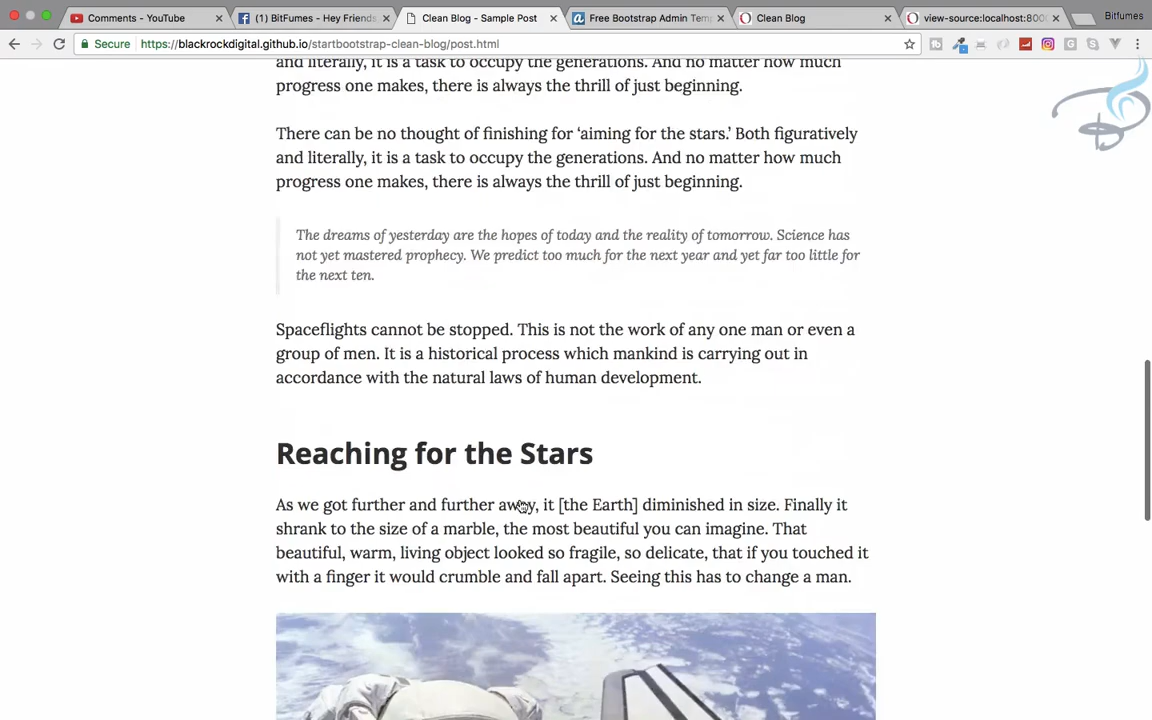 Comments - YouTube
(1) BitFumes - Hey Friends
Clean Blog - Sample Post
Free Bootstrap Admin Tem
Clean Blog
view-source:localhost:800
Bitfumes
Secure
https://blackrockdigital.github.io/startbootstrap-clean-blog/post.html
and literally, it is a task to occupy the generations. And no matter how much
progress one makes, there is always the thrill of just beginning.
There can be no thought of finishing for ‘aiming for the stars.’ Both figuratively
and literally, it is a task to occupy the generations. And no matter how much
progress one makes, there is always the thrill of just beginning.
The dreams of yesterday are the hopes of today and the reality of tomorrow. Science has
not yet mastered prophecy. We predict too much for the next year and yet far too little for
the next ten.
Spaceflights cannot be stopped. This is not the work of any one man or even a
group of men. It is a historical process which mankind is carrying out in
accordance with the natural laws of human development.
Reaching for the Stars
As we got further and further away, it [the Earth] diminished in size. Finally it
shrank to the size of a marble, the most beautiful you can imagine. That
beautiful, warm, living object looked so fragile, so delicate, that if you touched it
with a finger it would crumble and fall apart. Seeing this has to change a man.